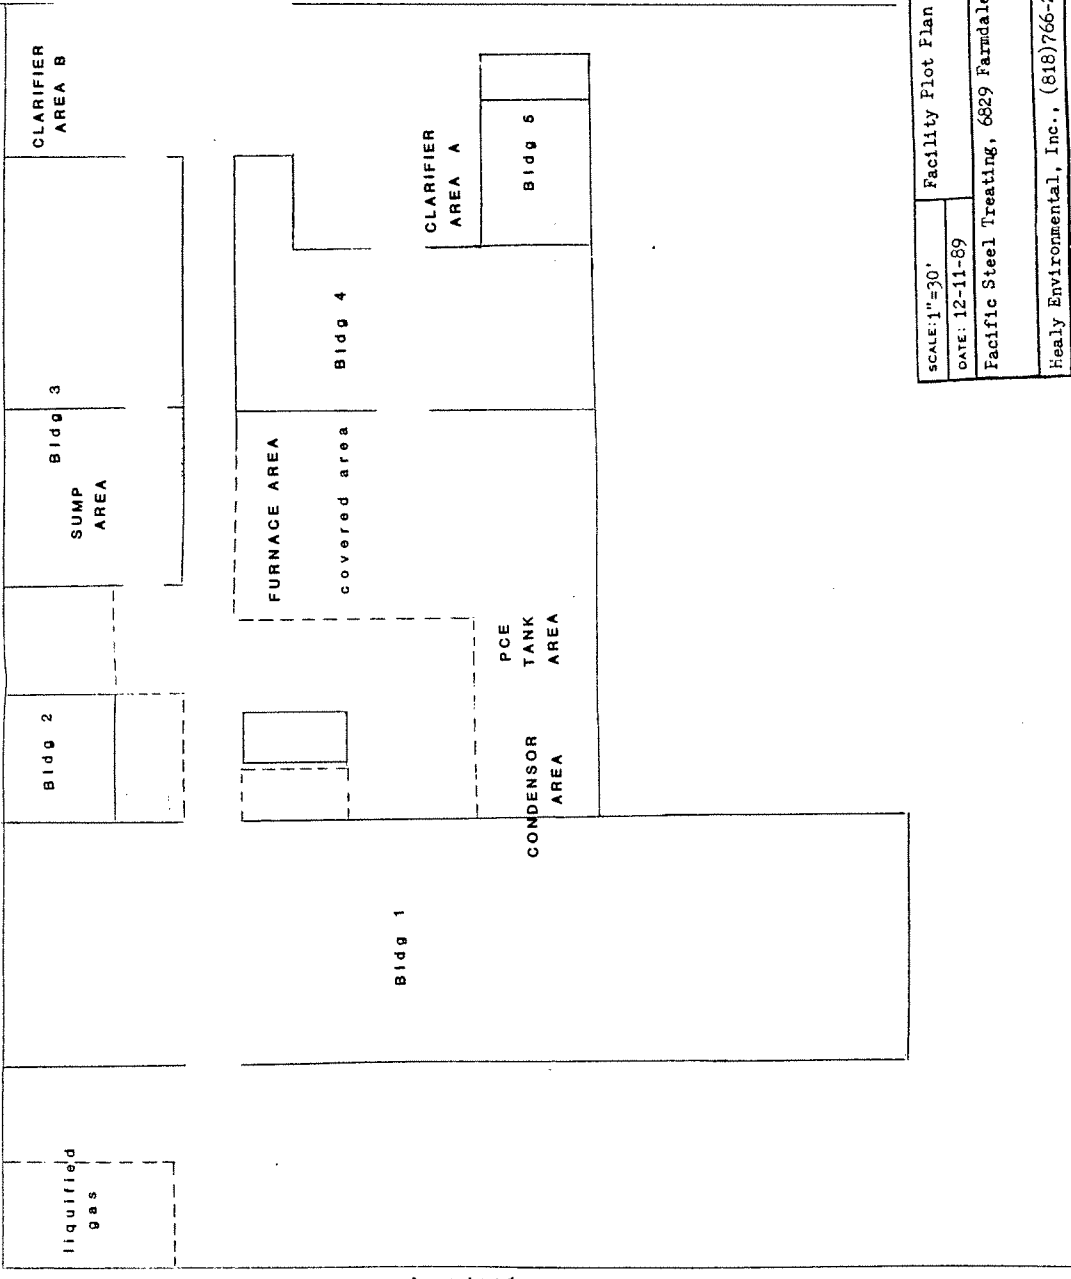 liquified
gas
Bldg 1
Bldg 2
CONDENSOR
AREA
PCE
TANK
AREA
SUMP
AREA
Bldg 3
FURNACE AREA
covered area
Bldg 4
CLARIFIER
AREA A
Bldg 5
CLARIFIER
AREA B
SCALE:1"=30'
Facility Plot Plan
DATE: 12-11-89
Pacific Steel Treating, 6829 Farmdale
Healy Environmental, Inc., (818)766-